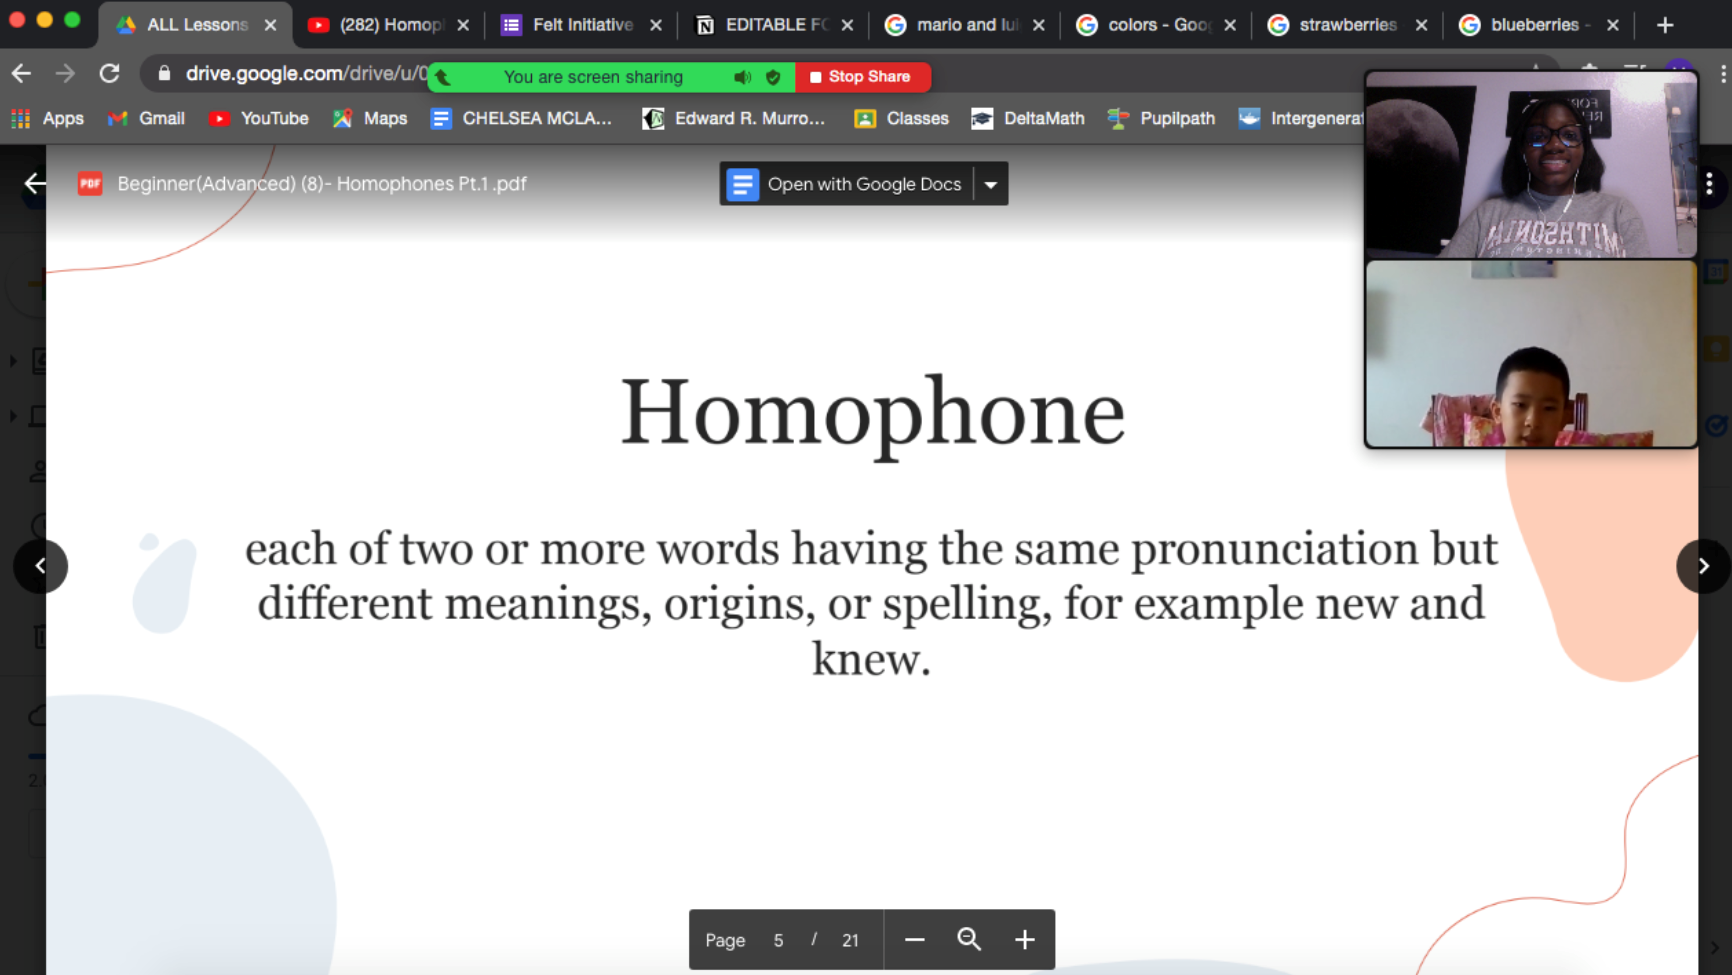 ALL Lessons
(282) Homop
Felt Initiative
EDITABLE FO
mario and lui
colors - Goo
strawberries
blueberries -
drive.google.com/drive/u/0
You are screen sharing
Stop Share
Apps
Gmail
YouTube
Maps
CHELSEA MCLA...
Edward R. Murro...
Classes
DeltaMath
Pupilpath
Intergenerat
PDF
Beginner(Advanced) (8)- Homophones Pt.1 .pdf
Open with Google Docs
Homophone
each of two or more words having the same pronunciation but
different meanings, origins, or spelling, for example new and
knew.
Page 5 / 21